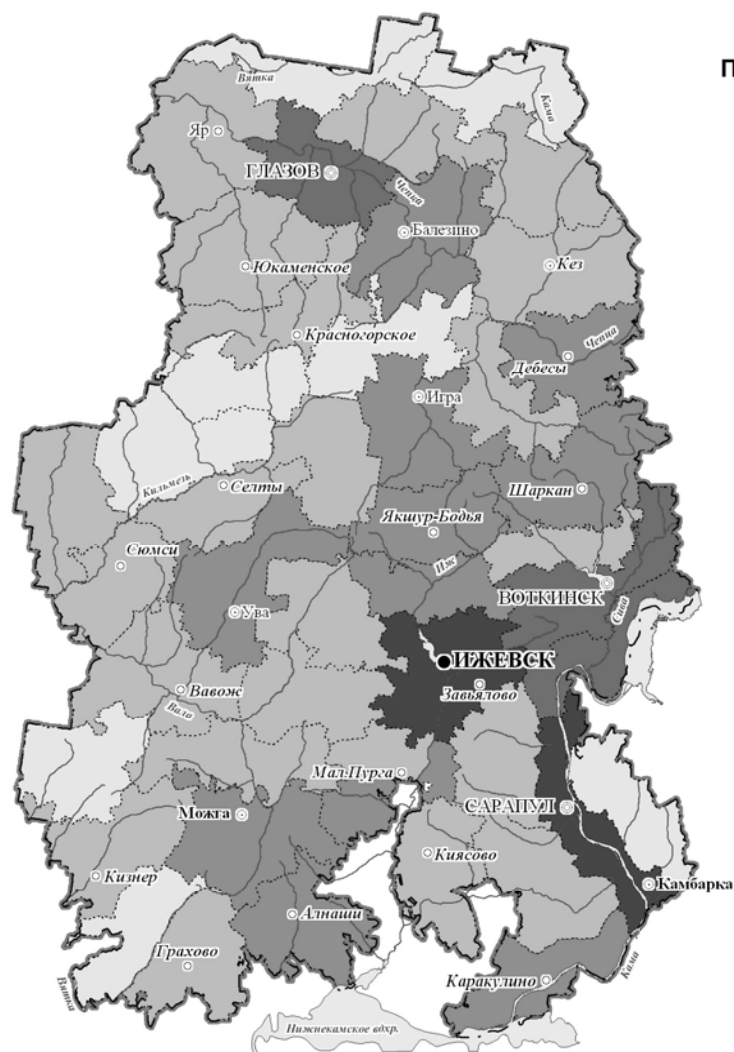 П
Вятка
Кама
Яр
ГЛАЗОВ
Чепца
Балезино
Юкаменское
Кез
Красногорское
Чепца
Дебесы
Игра
Кильмезь
Селты
Шаркан
Якшур-Бодья
Сюмси
Иж
ВОТКИНСК
Сива
Ува
ИЖЕВСК
Завьялово
Вавож
Вала
Мал.Пурга
САРАПУЛ
Можга
Киясово
Кизнер
Камбарка
Алнаши
Грахово
Каракулино
Кама
Вятка
Нижнекамское вдхр.